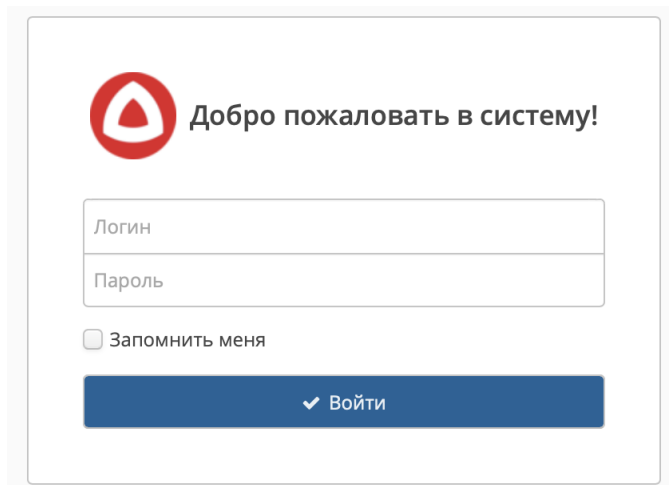 Добро пожаловать в систему!
Логин
Пароль
Запомнить меня
Войти